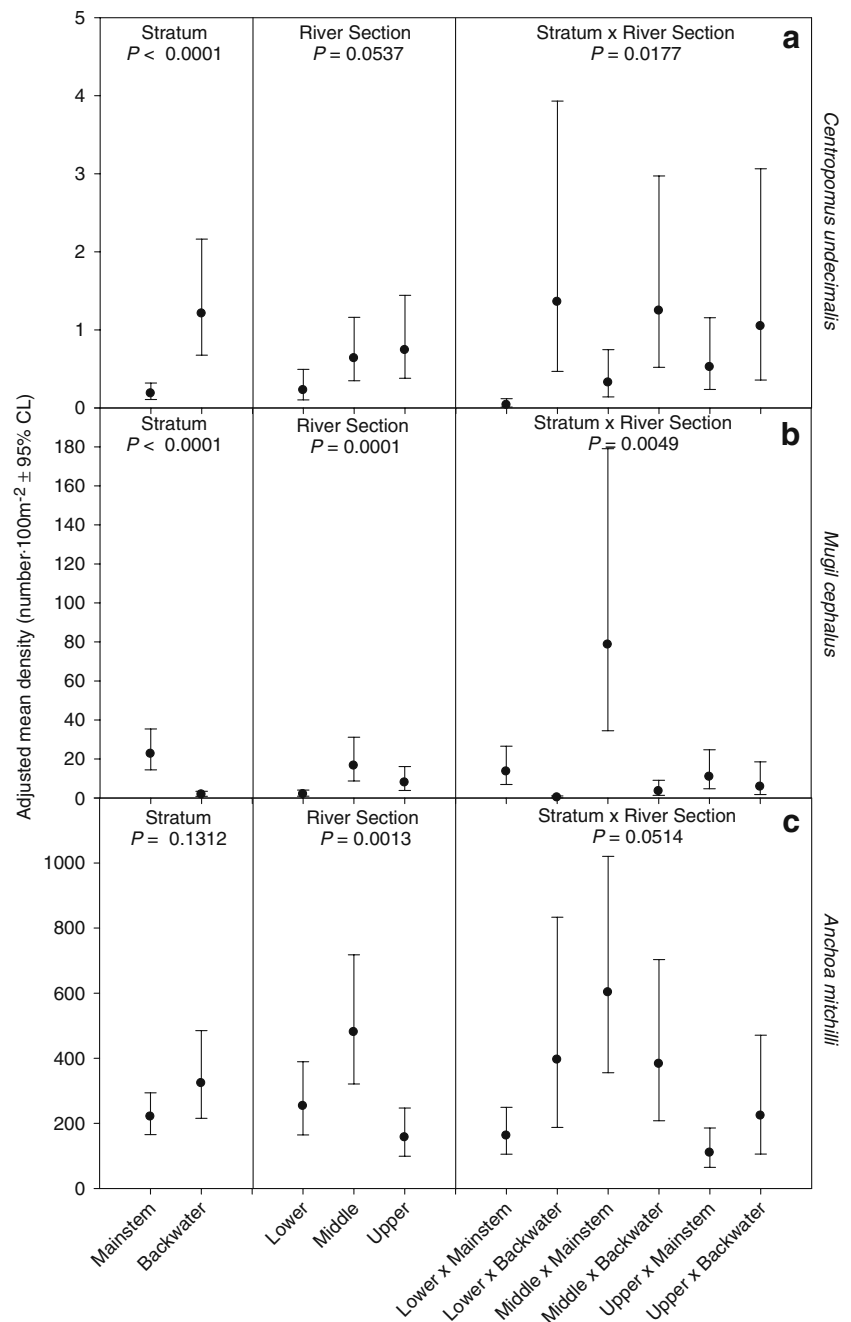 Adjusted mean density (number·100m⁻² ± 95% CL)
Stratum
P < 0.0001
River Section
P = 0.0537
Stratum x River Section
P = 0.0177
a
5
4
3
2
1
0
Centropomus undecimalis
Stratum
P < 0.0001
River Section
P = 0.0001
Stratum x River Section
P = 0.0049
b
180
160
140
120
100
80
60
40
20
0
Mugil cephalus
Stratum
P = 0.1312
River Section
P = 0.0013
Stratum x River Section
P = 0.0514
c
1000
800
600
400
200
0
Anchoa mitchilli
Mainstem
Backwater
Lower
Middle
Upper
Lower x Mainstem
Lower x Backwater
Middle x Mainstem
Middle x Backwater
Upper x Mainstem
Upper x Backwater